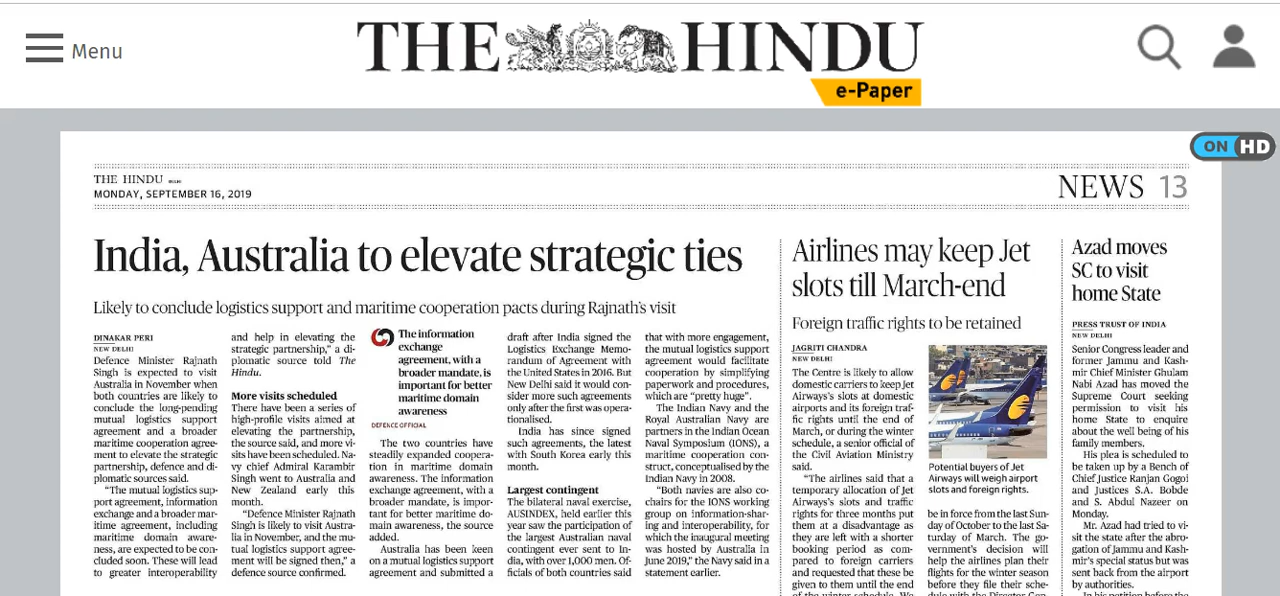 Menu
THE HINDU
e-Paper
ON HD
THE HINDU
MONDAY, SEPTEMBER 16, 2019
NEWS 13
India, Australia to elevate strategic ties
Likely to conclude logistics support and maritime cooperation pacts during Rajnath's visit
DINAKAR PERI
NEW DELHI
Defence Minister Rajnath
Singh is expected to visit
Australia in November when
both countries are likely to
conclude the long-pending
mutual logistics support
agreement and a broader
maritime cooperation agree-
ment to elevate the strategic
partnership, defence and di-
plomatic sources said.
"The mutual logistics sup-
port agreement, information
exchange and a broader mar-
itime agreement, including
maritime domain aware-
ness, are expected to be con-
cluded soon. These will lead
to greater interoperability
and help in elevating the
strategic partnership," a di-
plomatic source told The
Hindu.
More visits scheduled
There have been a series of
high-profile visits aimed at
elevating the partnership,
the source said, and more vi-
sits have been scheduled. Na-
vy chief Admiral Karambir
Singh went to Australia and
New Zealand early this
month.
"Defence Minister Rajnath
Singh is likely to visit Austra-
lia in November, and the mu-
tual logistics support agree-
ment will be signed then," a
defence source confirmed.
The information
exchange
agreement, with a
broader mandate, is
important for better
maritime domain
awareness
DEFENCE OFFICIAL
The two countries have
steadily expanded coopera-
tion in maritime domain
awareness. The information
exchange agreement, with a
broader mandate, is impor-
tant for better maritime do-
main awareness, the source
added.
Australia has been keen
on a mutual logistics support
agreement and submitted a
draft after India signed the
Logistics Exchange Memo-
randum of Agreement with
the United States in 2016. But
New Delhi said it would con-
sider more such agreements
only after the first was opera-
tionalised.
India has since signed
such agreements, the latest
with South Korea early this
month.
Largest contingent
The bilateral naval exercise,
AUSINDEX, held earlier this
year saw the participation of
the largest Australian naval
contingent ever sent to In-
dia, with over 1,000 men. Of-
ficials of both countries said
that with more engagement,
the mutual logistics support
agreement would facilitate
cooperation by simplifying
paperwork and procedures,
which are "pretty huge".
The Indian Navy and the
Royal Australian Navy are
partners in the Indian Ocean
Naval Symposium (IONS), a
maritime cooperation con-
struct, conceptualised by the
Indian Navy in 2008.
"Both navies are also co-
chairs for the IONS working
group on information-shar-
ing and interoperability, for
which the inaugural meeting
was hosted by Australia in
June 2019," the Navy said in a
statement earlier.
Airlines may keep Jet
slots till March-end
Foreign traffic rights to be retained
JAGRITI CHANDRA
NEW DELHI
The Centre is likely to allow
domestic carriers to keep Jet
Airways's slots at domestic
airports and its foreign traf-
fic rights until the end of
March, or during the winter
schedule, a senior official of
the Civil Aviation Ministry
said.
"The airlines said that a
temporary allocation of Jet
Airways's slots and traffic
rights for three months put
them at a disadvantage as
they are left with a shorter
booking period as com-
pared to foreign carriers
and requested that these be
given to them until the end
of the winter schedule. We
Potential buyers of Jet
Airways will weigh airport
slots and foreign rights.
be in force from the last Sun-
day of October to the last Sa-
turday of March. The go-
vernment's decision will
help the airlines plan their
flights for the winter season
before they file their sche-
dule with the Director Gen-
Azad moves
SC to visit
home State
PRESS TRUST OF INDIA
NEW DELHI
Senior Congress leader and
former Jammu and Kash-
mir Chief Minister Ghulam
Nabi Azad has moved the
Supreme Court seeking
permission to visit his
home State to enquire
about the well being of his
family members.
His plea is scheduled to
be taken up by a Bench of
Chief Justice Ranjan Gogoi
and Justices S.A. Bobde
and S. Abdul Nazeer on
Monday.
Mr. Azad had tried to vi-
sit the state after the abro-
gation of Jammu and Kash-
mir's special status but was
sent back from the airport
by authorities.
In his petition before the